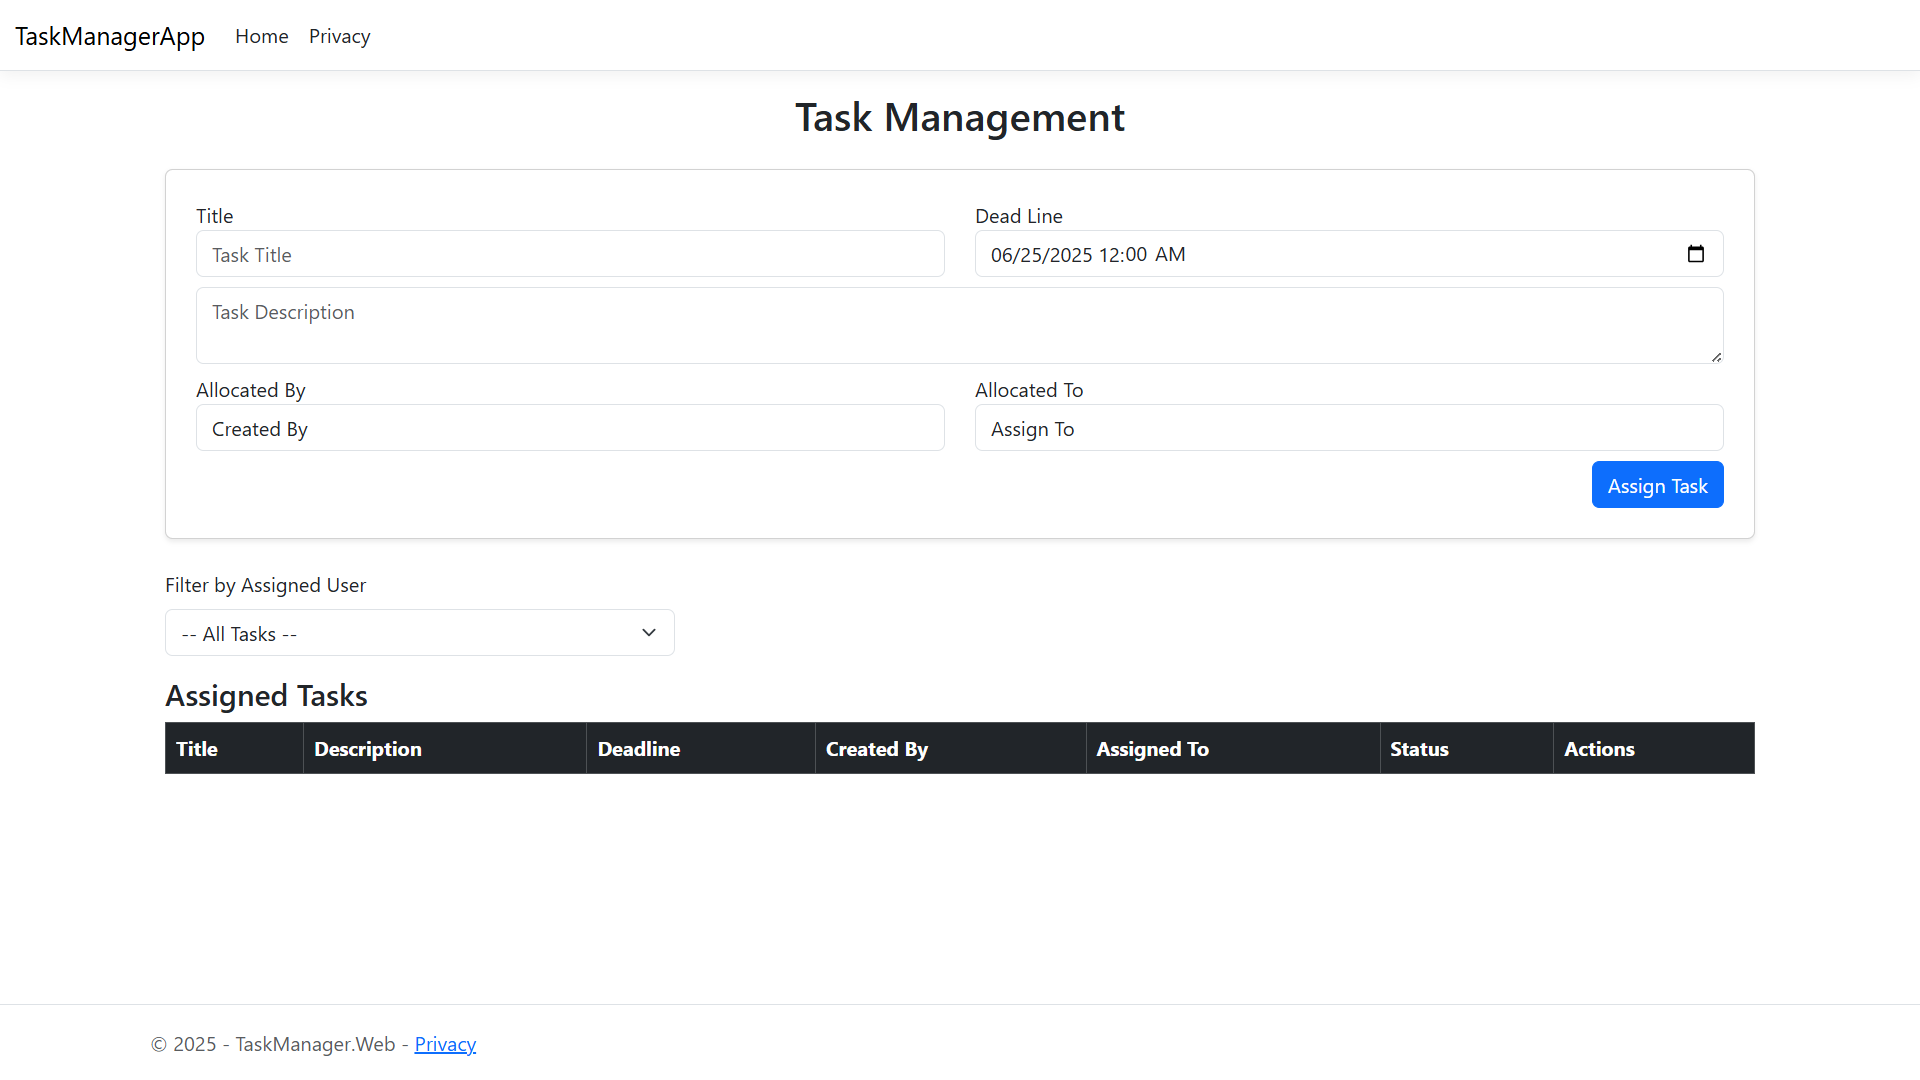 TaskManagerApp Home Privacy
Task Management
Title Dead Line
Task Title 06/25/2025 12:00 AM
Task Description
Allocated By Allocated To
Created By Assign To
Assign Task
Filter by Assigned User
-- All Tasks --
Assigned Tasks
Title Description Deadline Created By Assigned To Status Actions
© 2025 - TaskManager.Web - Privacy